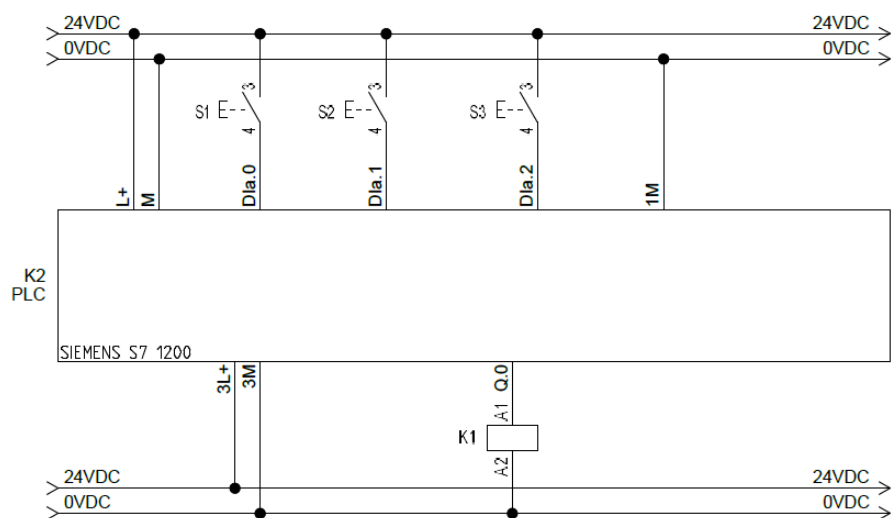 24VDC 24VDC
0VDC 0VDC
S1 E 3 4
S2 E 3 4
S3 E 3 4
L+ M DIa.0 DIa.1 DIa.2 1M
K2
PLC
SIEMENS S7 1200
3L+ 3M Q.0
K1 A1 A2
24VDC 24VDC
0VDC 0VDC